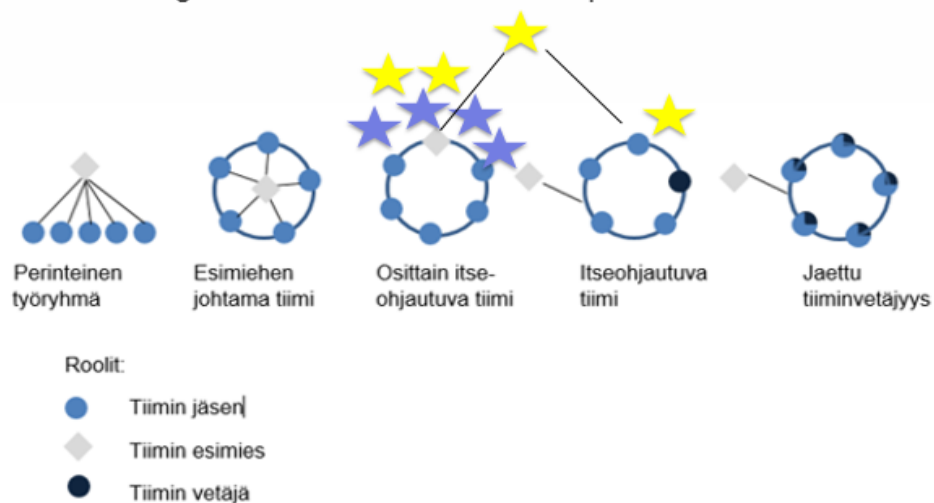 Perinteinen
työryhmä
Esimiehen
johtama tiimi
Osittain itse-
ohjautuva tiimi
Itseohjautuva
tiimi
Jaettu
tiiminvetäjyys
Roolit:
Tiimin jäsen
Tiimin esimies
Tiimin vetäjä